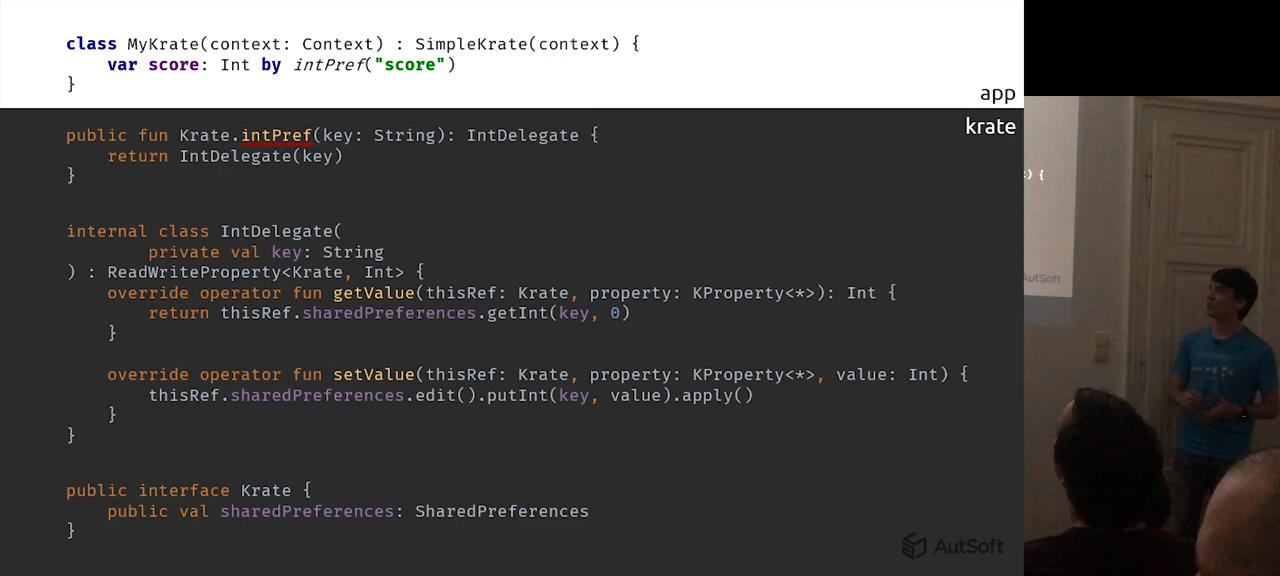 class MyKrate(context: Context) : SimpleKrate(context) {
var score: Int by intPref("score")
}
app
krate
public fun Krate.intPref(key: String): IntDelegate {
return IntDelegate(key)
}
internal class IntDelegate(
private val key: String
) : ReadWriteProperty<Krate, Int> {
override operator fun getValue(thisRef: Krate, property: KProperty<*>): Int {
return thisRef.sharedPreferences.getInt(key, 0)
}
override operator fun setValue(thisRef: Krate, property: KProperty<*>, value: Int) {
thisRef.sharedPreferences.edit().putInt(key, value).apply()
}
}
public interface Krate {
public val sharedPreferences: SharedPreferences
}
AutSoft
) {
AutSoft